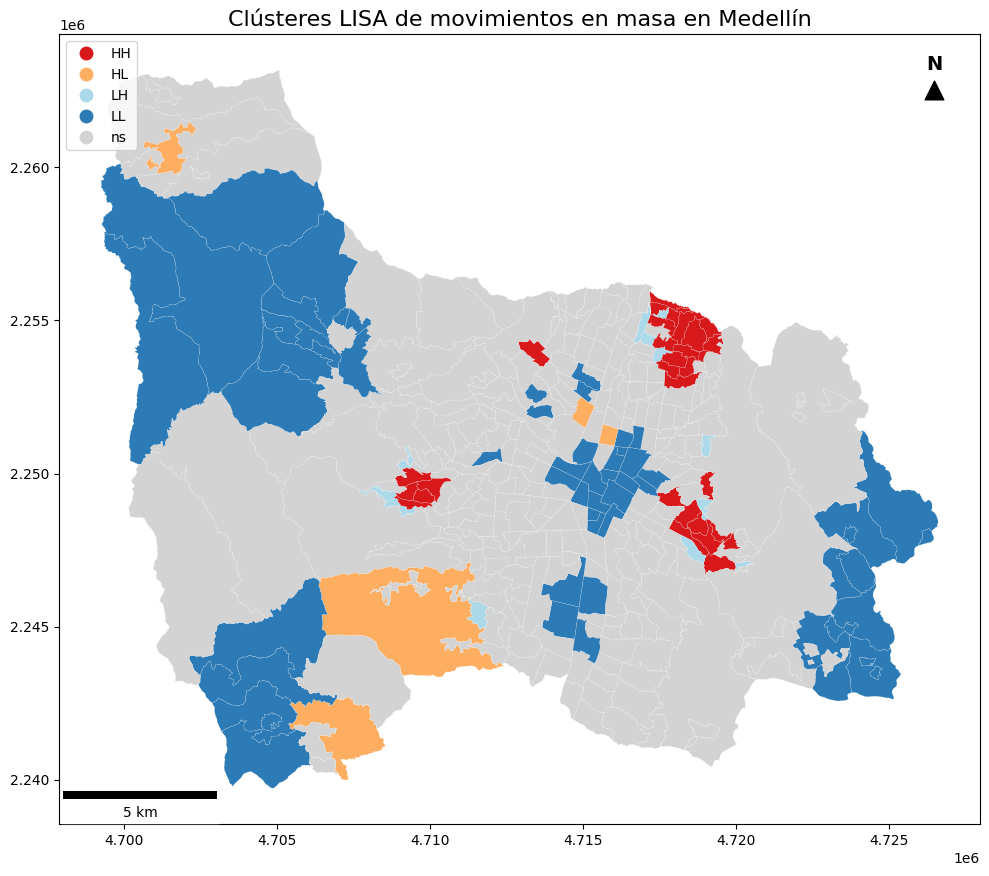 Clústeres LISA de movimientos en masa en Medellín
1e6
HH
HL
LH
LL
ns
N
2.260
2.255
2.250
2.245
2.240
5 km
4.700 4.705 4.710 4.715 4.720 4.725
1e6